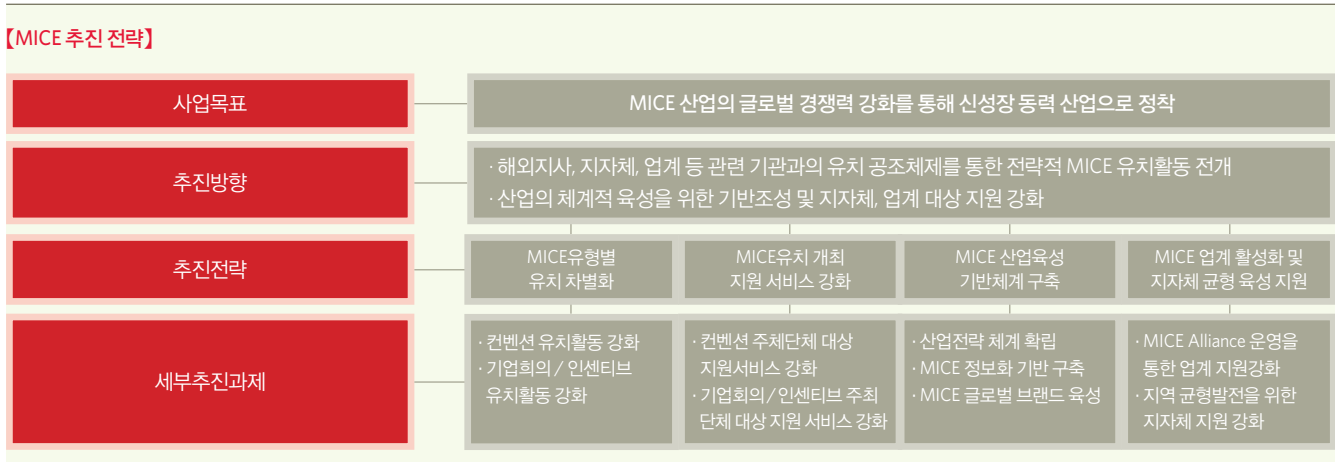 【MICE 추진 전략】
사업목표
MICE 산업의 글로벌 경쟁력 강화를 통해 신성장 동력 산업으로 정착
추진방향
· 해외지사, 지자체, 업계 등 관련 기관과의 유치 공조체제를 통한 전략적 MICE 유치활동 전개
· 산업의 체계적 육성을 위한 기반조성 및 지자체, 업계 대상 지원 강화
추진전략
MICE유형별
유치 차별화
MICE유치 개최
지원 서비스 강화
MICE 산업육성
기반체계 구축
MICE 업계 활성화 및
지자체 균형 육성 지원
세부추진과제
· 컨벤션 유치활동 강화
· 기업희의 / 인센티브
유치활동 강화
· 컨벤션 주체단체 대상
지원서비스 강화
· 기업회의 / 인센티브 주최
단체 대상 지원 서비스 강화
· 산업전략 체계 확립
· MICE 정보화 기반 구축
· MICE 글로벌 브랜드 육성
· MICE Alliance 운영을
통한 업계 지원강화
· 지역 균형발전을 위한
지자체 지원 강화